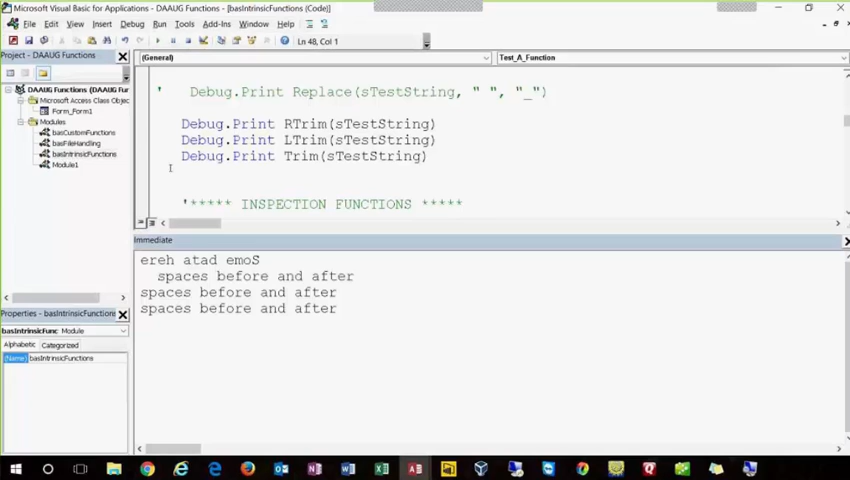 Microsoft Visual Basic for Applications - DAAUG Functions - [basIntrinsicFunctions (Code)]
File Edit View Insert Debug Run Tools Add-Ins Window Help
Ln 48, Col 1
Project - DAAUG Functions
(General)
Test_A_Function
DAAUG Functions (DAAUG Fur
Microsoft Access Class Objec
Form_Form1
Modules
basCustomFunctions
basFileHandling
basIntrinsicFunctions
Module1
' Debug.Print Replace(sTestString, " ", "_")
Debug.Print RTrim(sTestString)
Debug.Print LTrim(sTestString)
Debug.Print Trim(sTestString)
'***** INSPECTION FUNCTIONS *****
Immediate
ereh atad emoS
spaces before and after
spaces before and after
spaces before and after
Properties - basIntrinsicFunctions
basIntrinsicFunc Module
Alphabetic Categorized
(Name) basIntrinsicFunctions